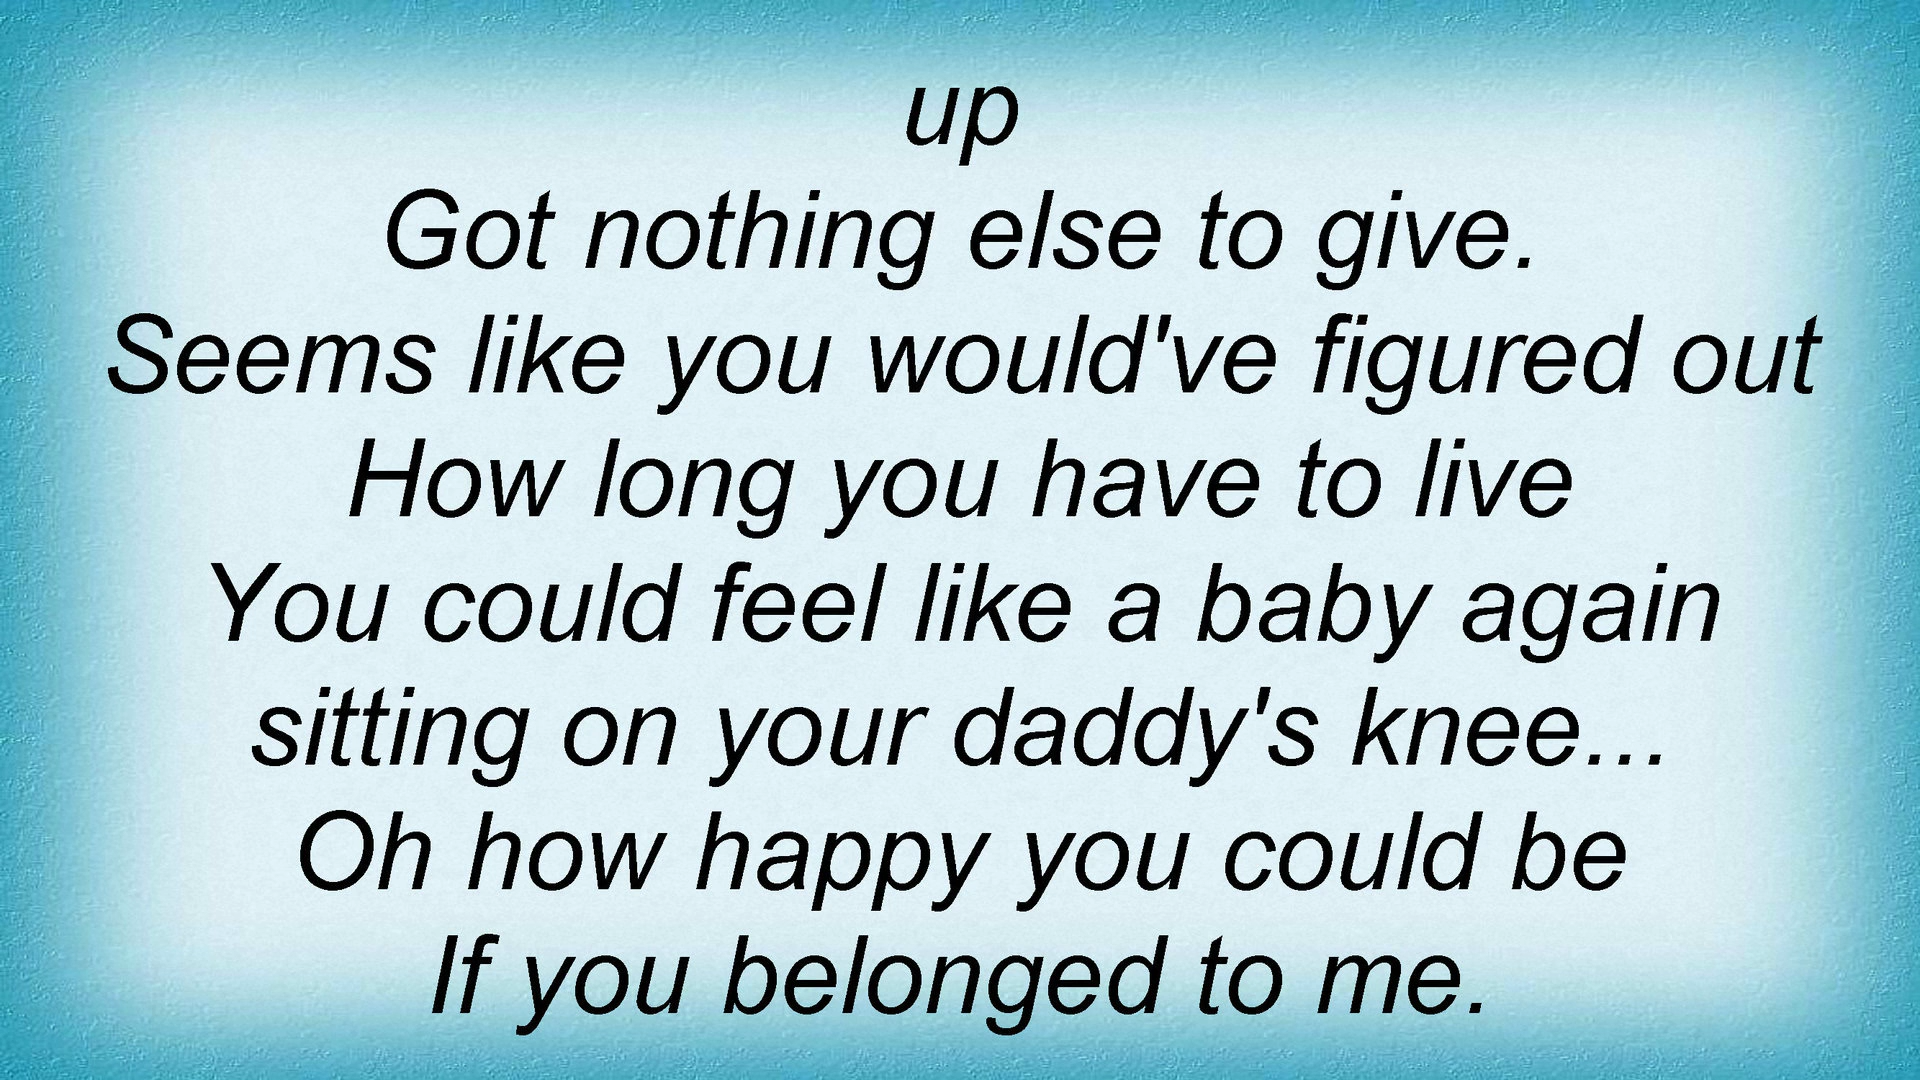 up
Got nothing else to give.
Seems like you would've figured out
How long you have to live
You could feel like a baby again
sitting on your daddy's knee...
Oh how happy you could be
If you belonged to me.